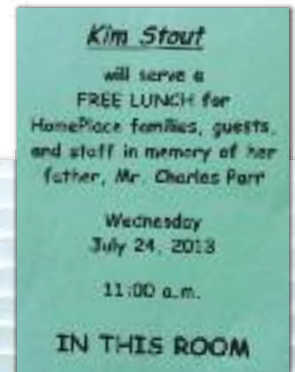 Kim Stout
will serve a
FREE LUNCH for
HomePlace families, guests,
and staff in memory of her
father, Mr. Charles Parr
Wednesday
July 24, 2013
11:00 a.m.
IN THIS ROOM